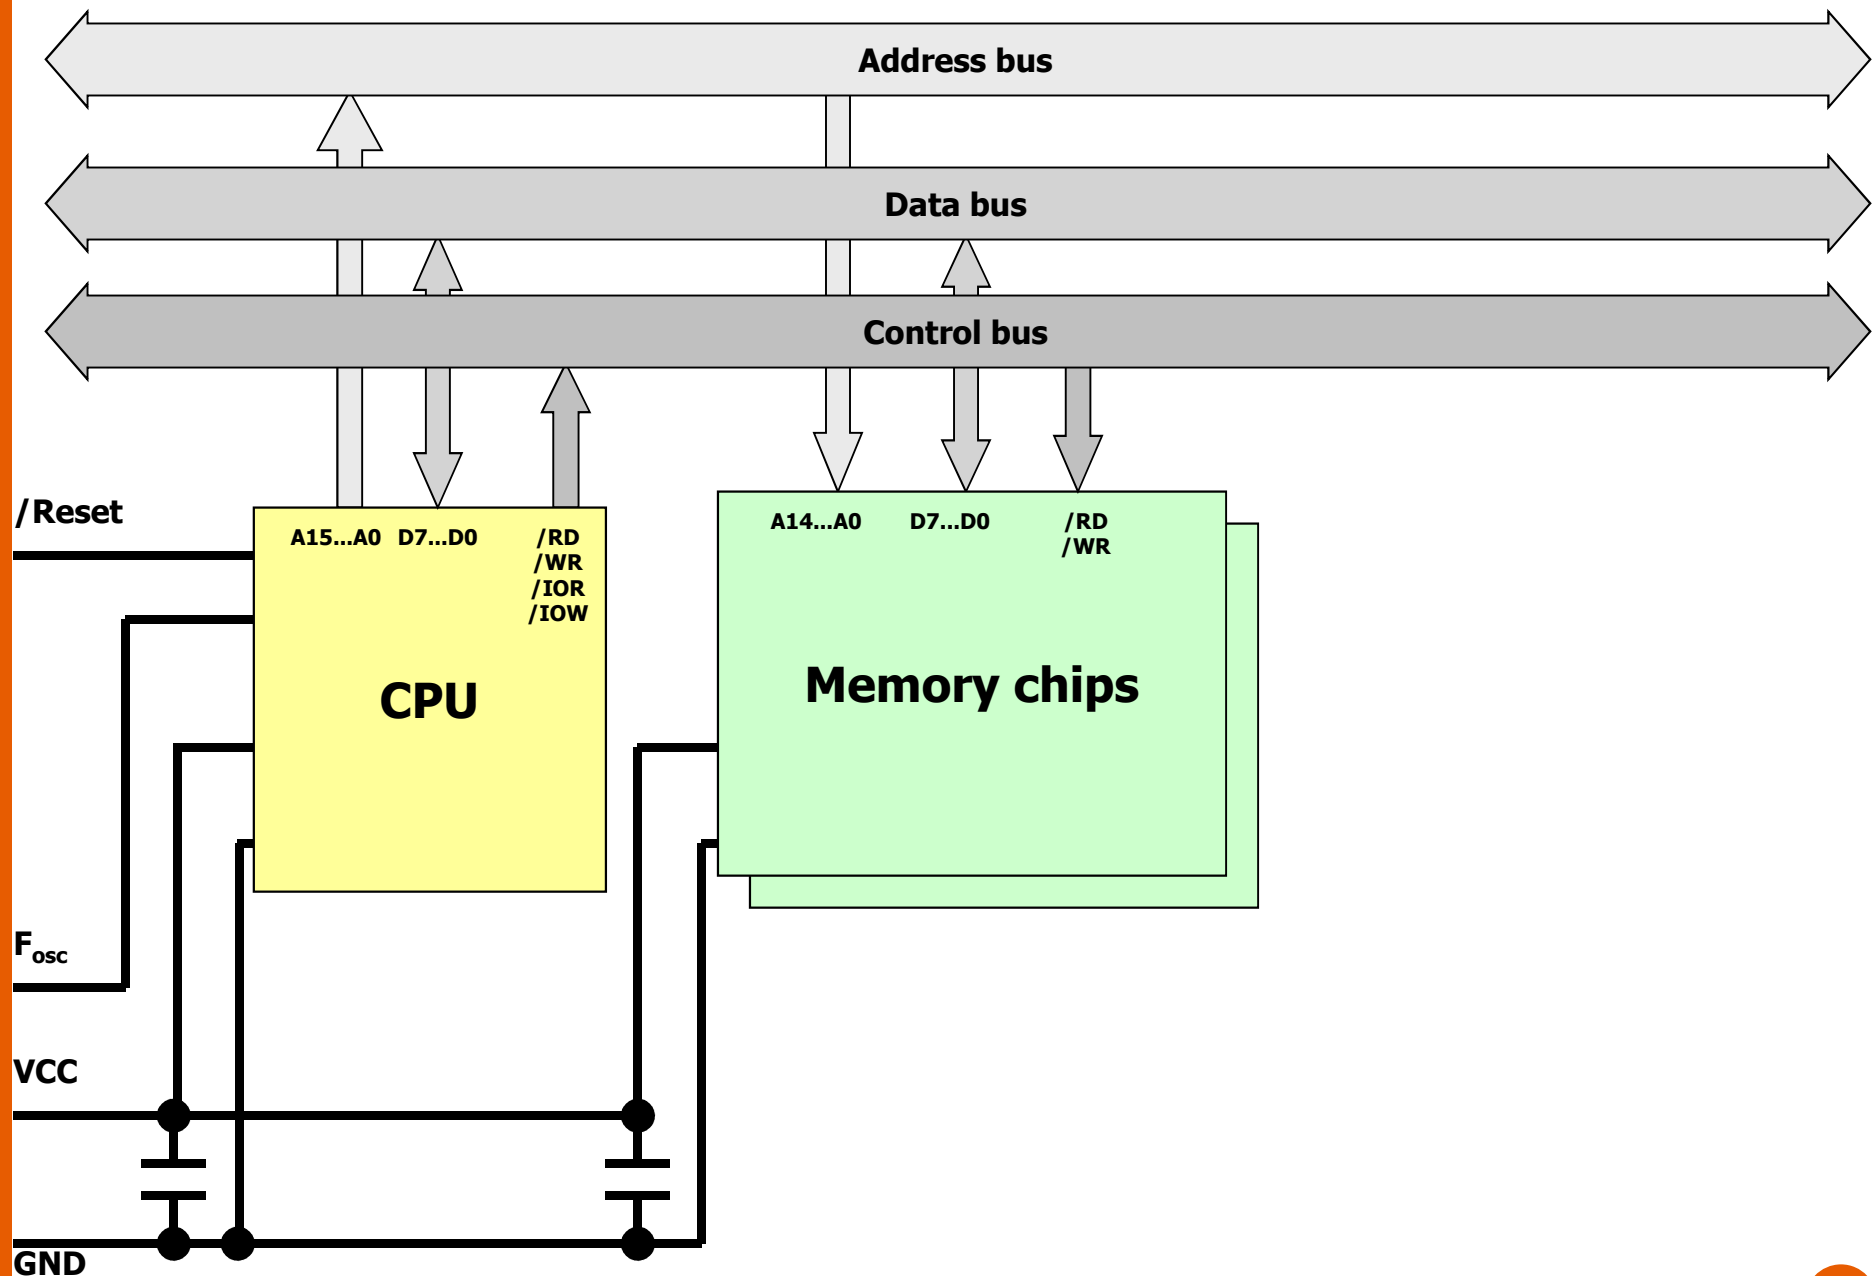 Address bus
Data bus
Control bus
/Reset
A15...A0 D7...D0 /RD
/WR
/IOR
/IOW
CPU
A14...A0 D7...D0 /RD
/WR
Memory chips
Fosc
VCC
GND